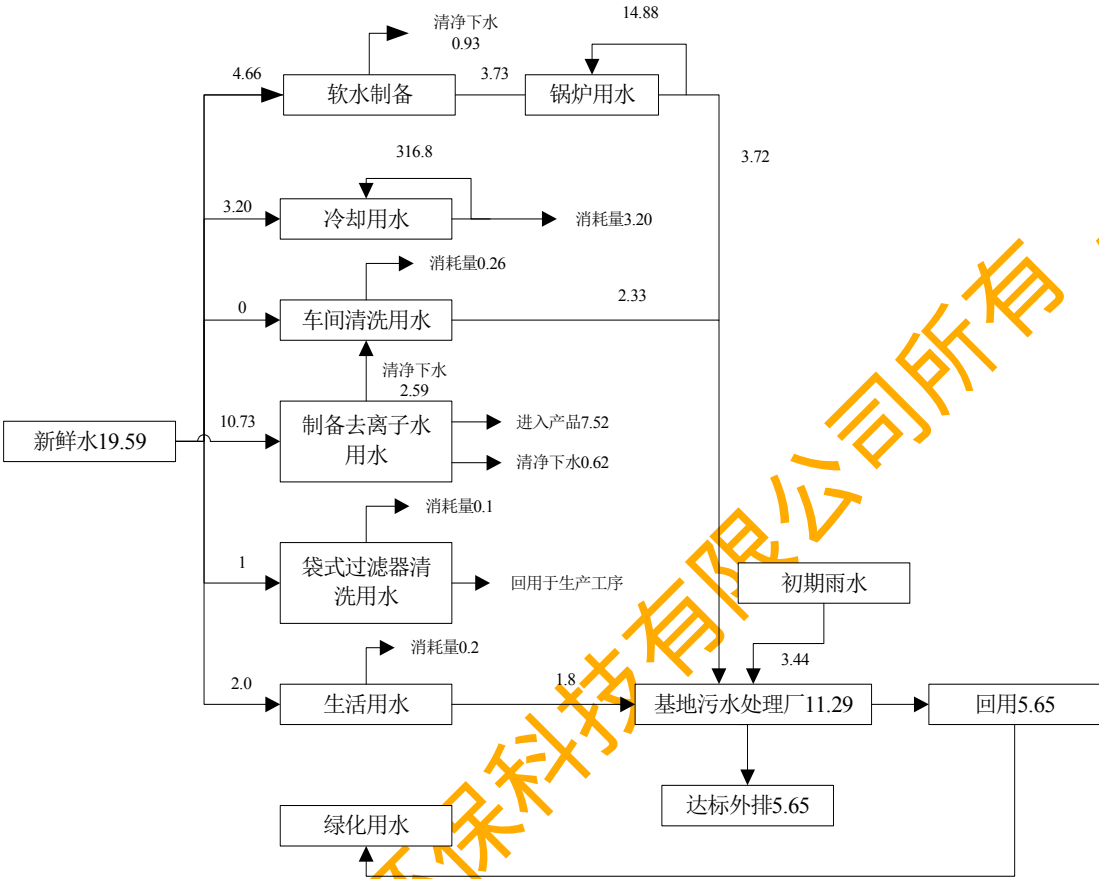 14.88
清净下水
0.93
4.66
软水制备
3.73
锅炉用水
3.72
316.8
3.20
冷却用水
消耗量3.20
消耗量0.26
0
车间清洗用水
2.33
清净下水
2.59
新鲜水19.59
10.73
制备去离子水
用水
进入产品7.52
清净下水0.62
消耗量0.1
1
袋式过滤器清
洗用水
回用于生产工序
初期雨水
消耗量0.2
3.44
2.0
生活用水
1.8
基地污水处理厂11.29
回用5.65
达标外排5.65
绿化用水
环保科技有限公司所有